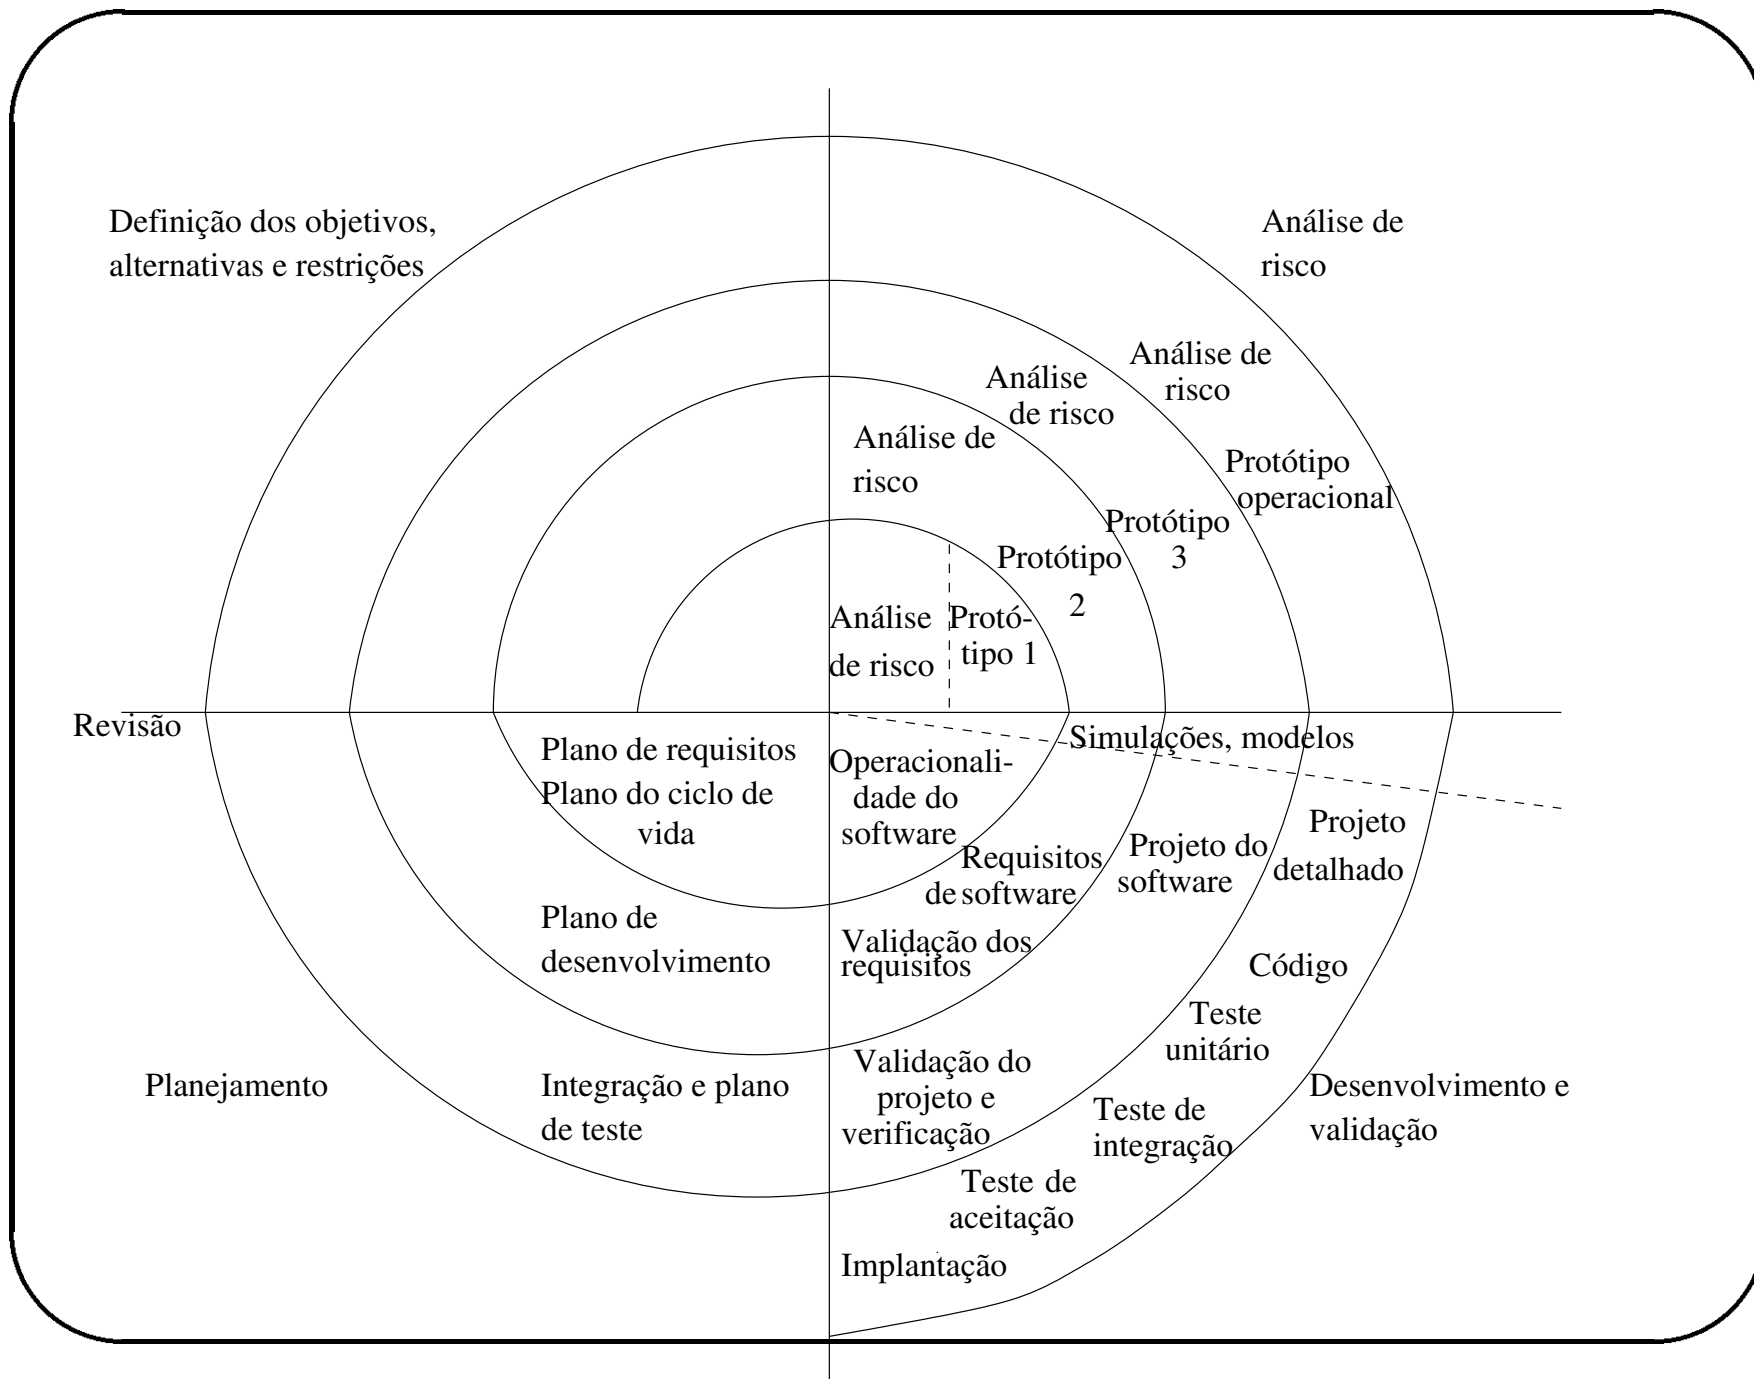 Definição dos objetivos,
alternativas e restrições
Análise de
risco
Análise de
risco
Análise
de risco
Análise de
risco
Protótipo
operacional
Protótipo
3
Protótipo
2
Análise
de risco
Protó-
tipo 1
Revisão
Simulações, modelos
Plano de requisitos
Plano do ciclo de
vida
Operacionali-
dade do
software
Requisitos
de software
Projeto do
software
Projeto
detalhado
Plano de
desenvolvimento
Validação dos
requisitos
Código
Teste
unitário
Planejamento
Integração e plano
de teste
Validação do
projeto e
verificação
Teste de
integração
Desenvolvimento e
validação
Teste de
aceitação
Implantação